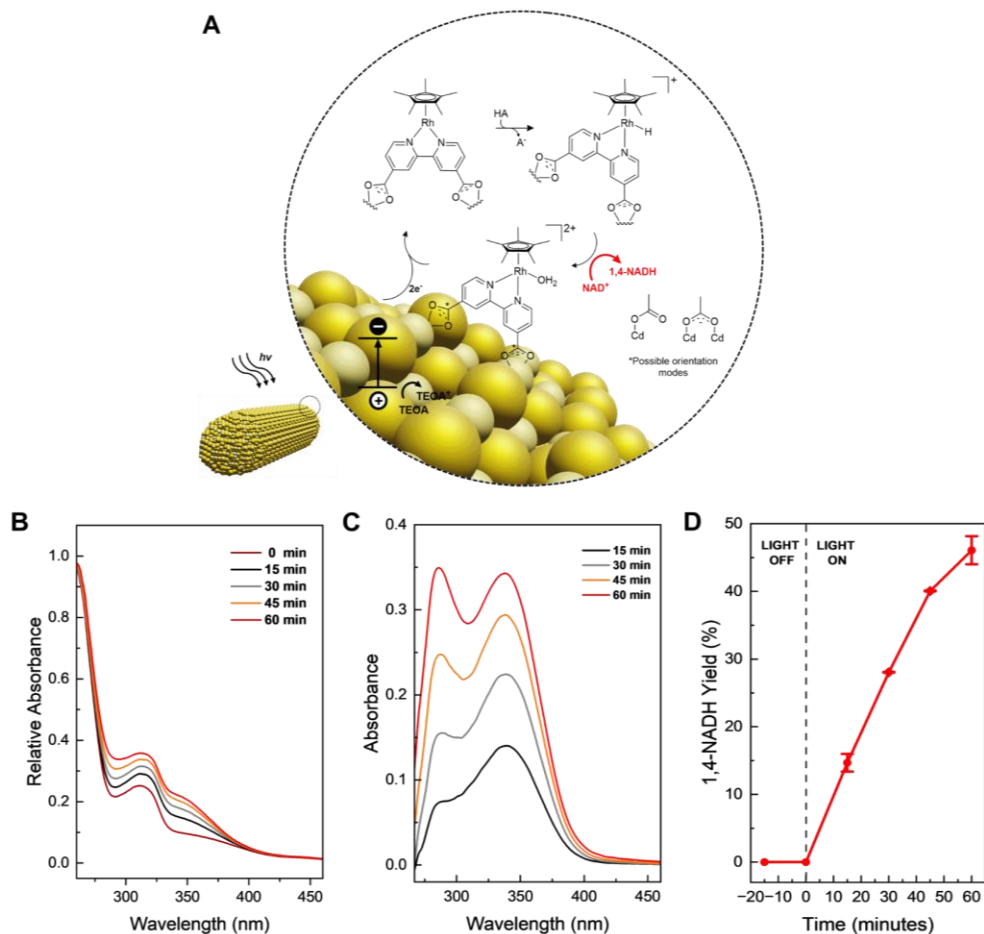 A
Rh
N
N
O
O
O
O
HA
A⁻
]⁺
Rh
H
N
N
O
O
O
O
]2+
Rh
OH₂
N
N
O
O
O
O
2e⁻
1,4-NADH
NAD⁺
O
O
Cd
O
O
Cd
Cd
*Possible orientation
modes
*
hv
−
+
TEOA⁺
TEOA
B
Relative Absorbance
1.0
0.8
0.6
0.4
0.2
0.0
0 min
15 min
30 min
45 min
60 min
300
350
400
450
Wavelength (nm)
C
Absorbance
0.4
0.3
0.2
0.1
0.0
15 min
30 min
45 min
60 min
300
350
400
450
Wavelength (nm)
D
1,4-NADH Yield (%)
50
40
30
20
10
0
LIGHT
OFF
LIGHT
ON
−20
−10
0
10
20
30
40
50
60
Time (minutes)